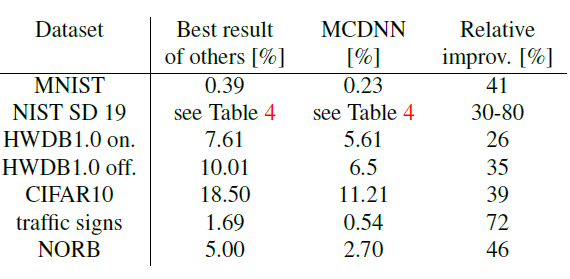 Dataset Best result MCDNN Relative
of others [%] [%] improv. [%]
MNIST 0.39 0.23 41
NIST SD 19 see Table 4 see Table 4 30-80
HWDB1.0 on. 7.61 5.61 26
HWDB1.0 off. 10.01 6.5 35
CIFAR10 18.50 11.21 39
traffic signs 1.69 0.54 72
NORB 5.00 2.70 46